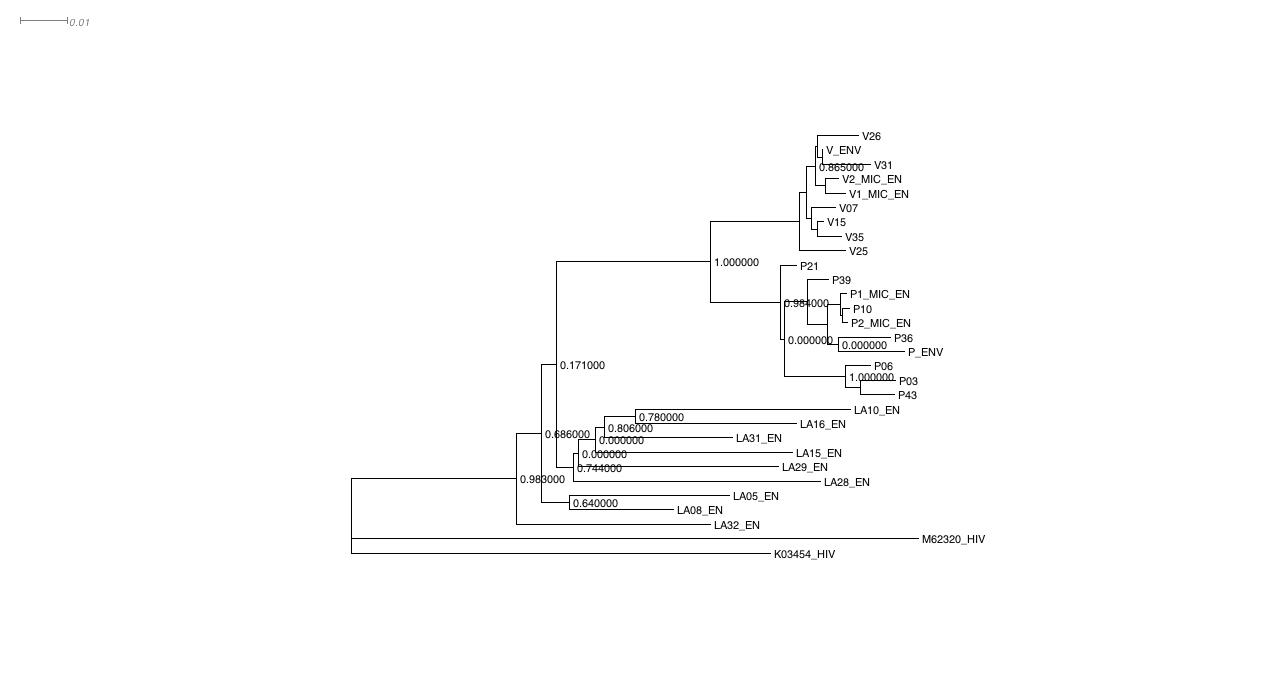 0.01
V26
V_ENV
V31
0.865000
V2_MIC_EN
V1_MIC_EN
V07
V15
V35
V25
1.000000
P21
P39
P1_MIC_EN
0.984000
P10
P2_MIC_EN
P36
0.000000
0.000000
P_ENV
0.171000
P06
1.000000
P03
P43
LA10_EN
0.780000
LA16_EN
0.806000
0.686000
LA31_EN
0.000000
LA15_EN
0.000000
LA29_EN
0.744000
0.983000
LA28_EN
LA05_EN
0.640000
LA08_EN
LA32_EN
M62320_HIV
K03454_HIV